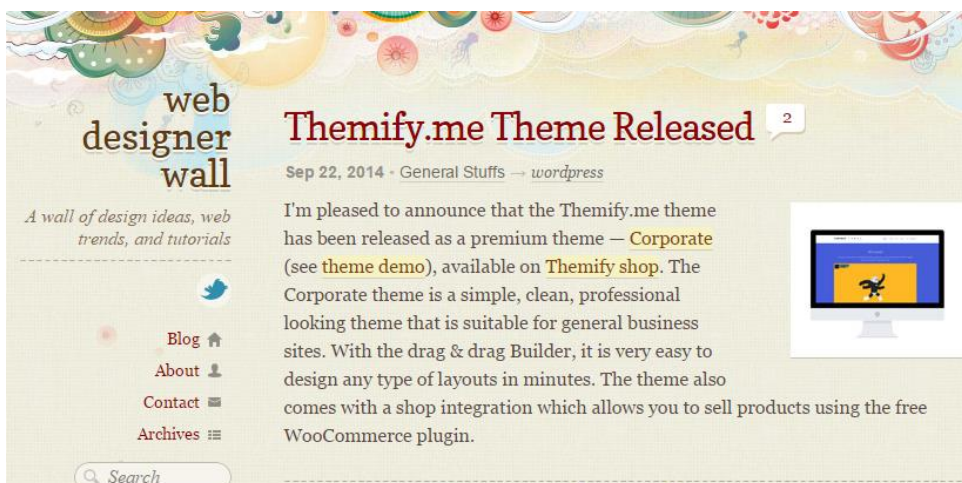 web
designer
wall
A wall of design ideas, web
trends, and tutorials
Blog
About
Contact
Archives
Search
Themify.me Theme Released
2
Sep 22, 2014 • General Stuffs → wordpress
I'm pleased to announce that the Themify.me theme
has been released as a premium theme — Corporate
(see theme demo), available on Themify shop. The
Corporate theme is a simple, clean, professional
looking theme that is suitable for general business
sites. With the drag & drag Builder, it is very easy to
design any type of layouts in minutes. The theme also
comes with a shop integration which allows you to sell products using the free
WooCommerce plugin.